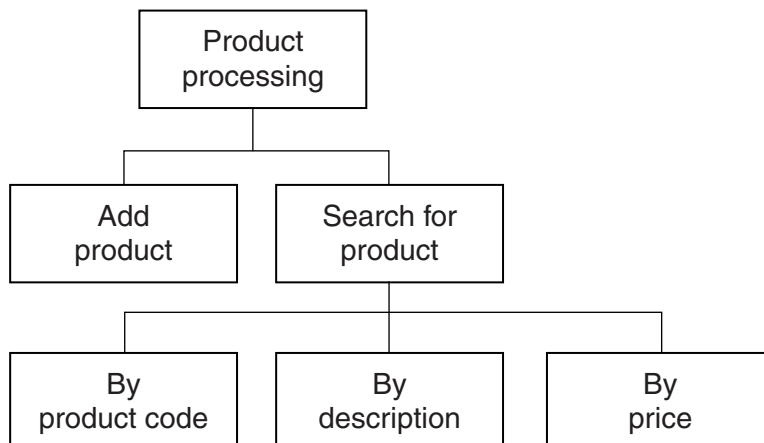 Product
processing
Add
product
Search for
product
By
product code
By
description
By
price